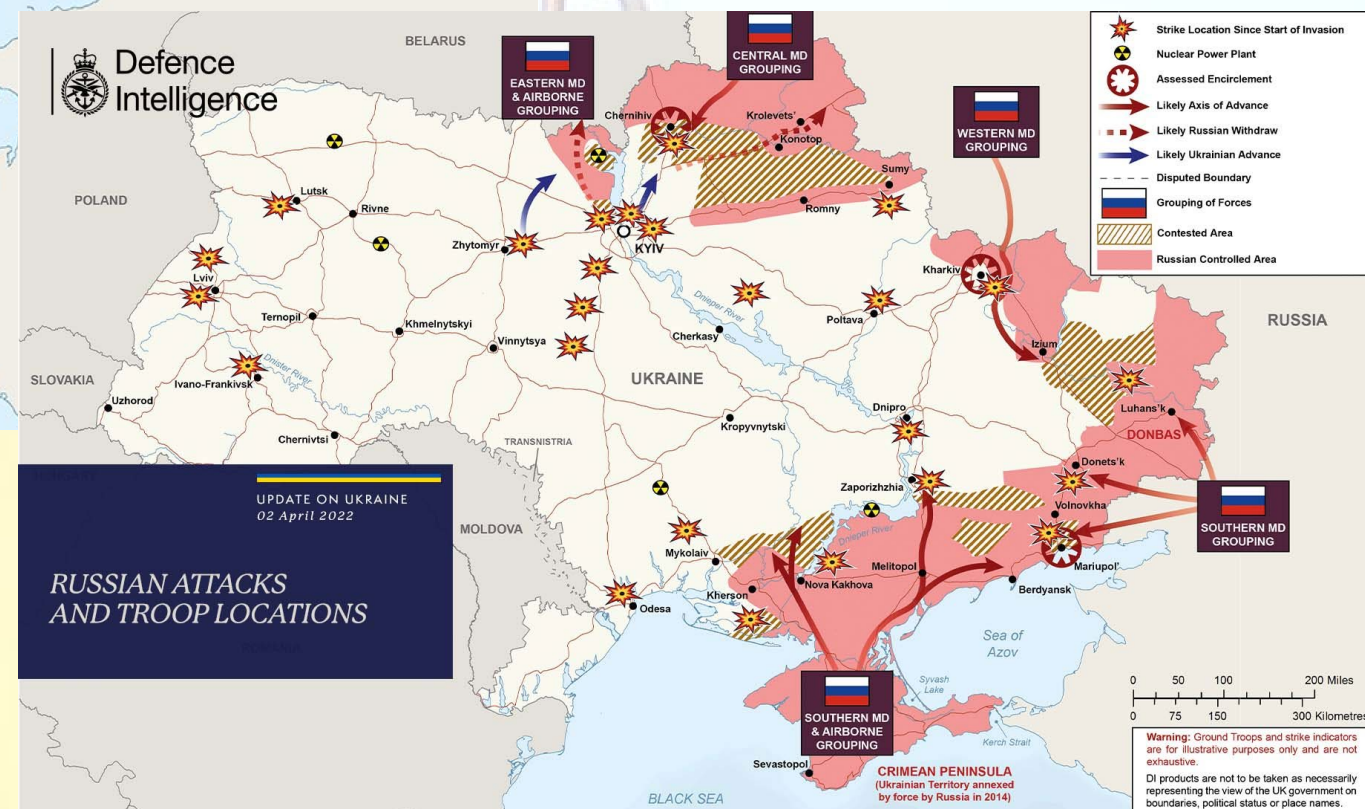 Defence
Intelligence
BELARUS
EASTERN MD
& AIRBORNE
GROUPING
CENTRAL MD
GROUPING
WESTERN MD
GROUPING
Strike Location Since Start of Invasion
Nuclear Power Plant
Assessed Encirclement
Likely Axis of Advance
Likely Russian Withdraw
Likely Ukrainian Advance
Disputed Boundary
Grouping of Forces
Contested Area
Russian Controlled Area
Chernihiv
Krolevets'
Konotop
Sumy
Romny
POLAND
Lutsk
Rivne
Zhytomyr
KYIV
Lviv
Kharkiv
Ternopil
Khmelnytskyi
Vinnytsya
Cherkasy
Dnieper River
Poltava
Izium
RUSSIA
SLOVAKIA
Uzhorod
Ivano-Frankivsk
Dnister River
Chernivtsi
UKRAINE
TRANSNISTRIA
Kropyvnytski
Dnipro
Luhans'k
DONBAS
Donets'k
UPDATE ON UKRAINE
02 April 2022
RUSSIAN ATTACKS
AND TROOP LOCATIONS
MOLDOVA
Zaporizhzhia
Volnovkha
SOUTHERN MD
GROUPING
Dnieper River
Mykolaiv
Melitopol
Mariupol'
Kherson
Nova Kakhova
Berdyansk
Odesa
Sea of
Azov
Syvash
Lake
SOUTHERN MD
& AIRBORNE
GROUPING
Kerch Strait
Sevastopol
CRIMEAN PENINSULA
(Ukrainian Territory annexed
by force by Russia in 2014)
BLACK SEA
0 50 100 200 Miles
0 75 150 300 Kilometres
Warning: Ground Troops and strike indicators
are for illustrative purposes only and are not
exhaustive.
DI products are not to be taken as necessarily
representing the view of the UK government on
boundaries, political status or place names.